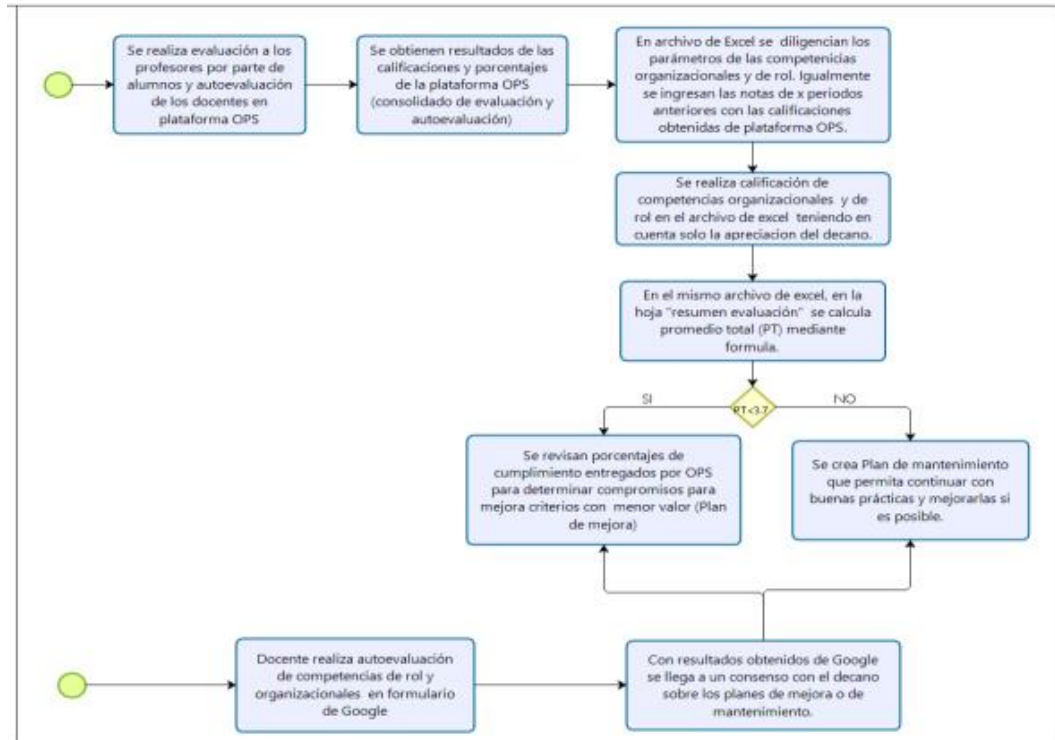 Se realiza evaluación a los
profesores por parte de
alumnos y autoevaluación
de los docentes en
plataforma OPS
Se obtienen resultados de las
calificaciones y porcentajes
de la plataforma OPS
(consolidado de evaluación y
autoevaluación)
En archivo de Excel se diligencian los
parámetros de las competenicias
organizacionales y de rol. Igualmente
se ingresan las notas de x periodos
anteriores con las calificaciones
obtenidas de plataforma OPS.
Se realiza calificación de
competencias organizacionales y de
rol en el archivo de excel teniendo en
cuenta solo la apreciacion del decano.
En el mismo archivo de excel, en la
hoja "resumen evaluación" se calcula
promedio total (PT) mediante
formula.
SI
PT<3.7
NO
Se revisan porcentajes de
cumplimiento entregados por OPS
para determinar compromisos para
mejora criterios con menor valor (Plan
de mejora)
Se crea Plan de mantenimiento
que permita continuar con
buenas prácticas y mejorarlas si
es posible.
Docente realiza autoevaluación
de competencias de rol y
organizacionales en formulario
de Google
Con resultados obtenidos de Google
se llega a un consenso con el decano
sobre los planes de mejora o de
mantenimiento.